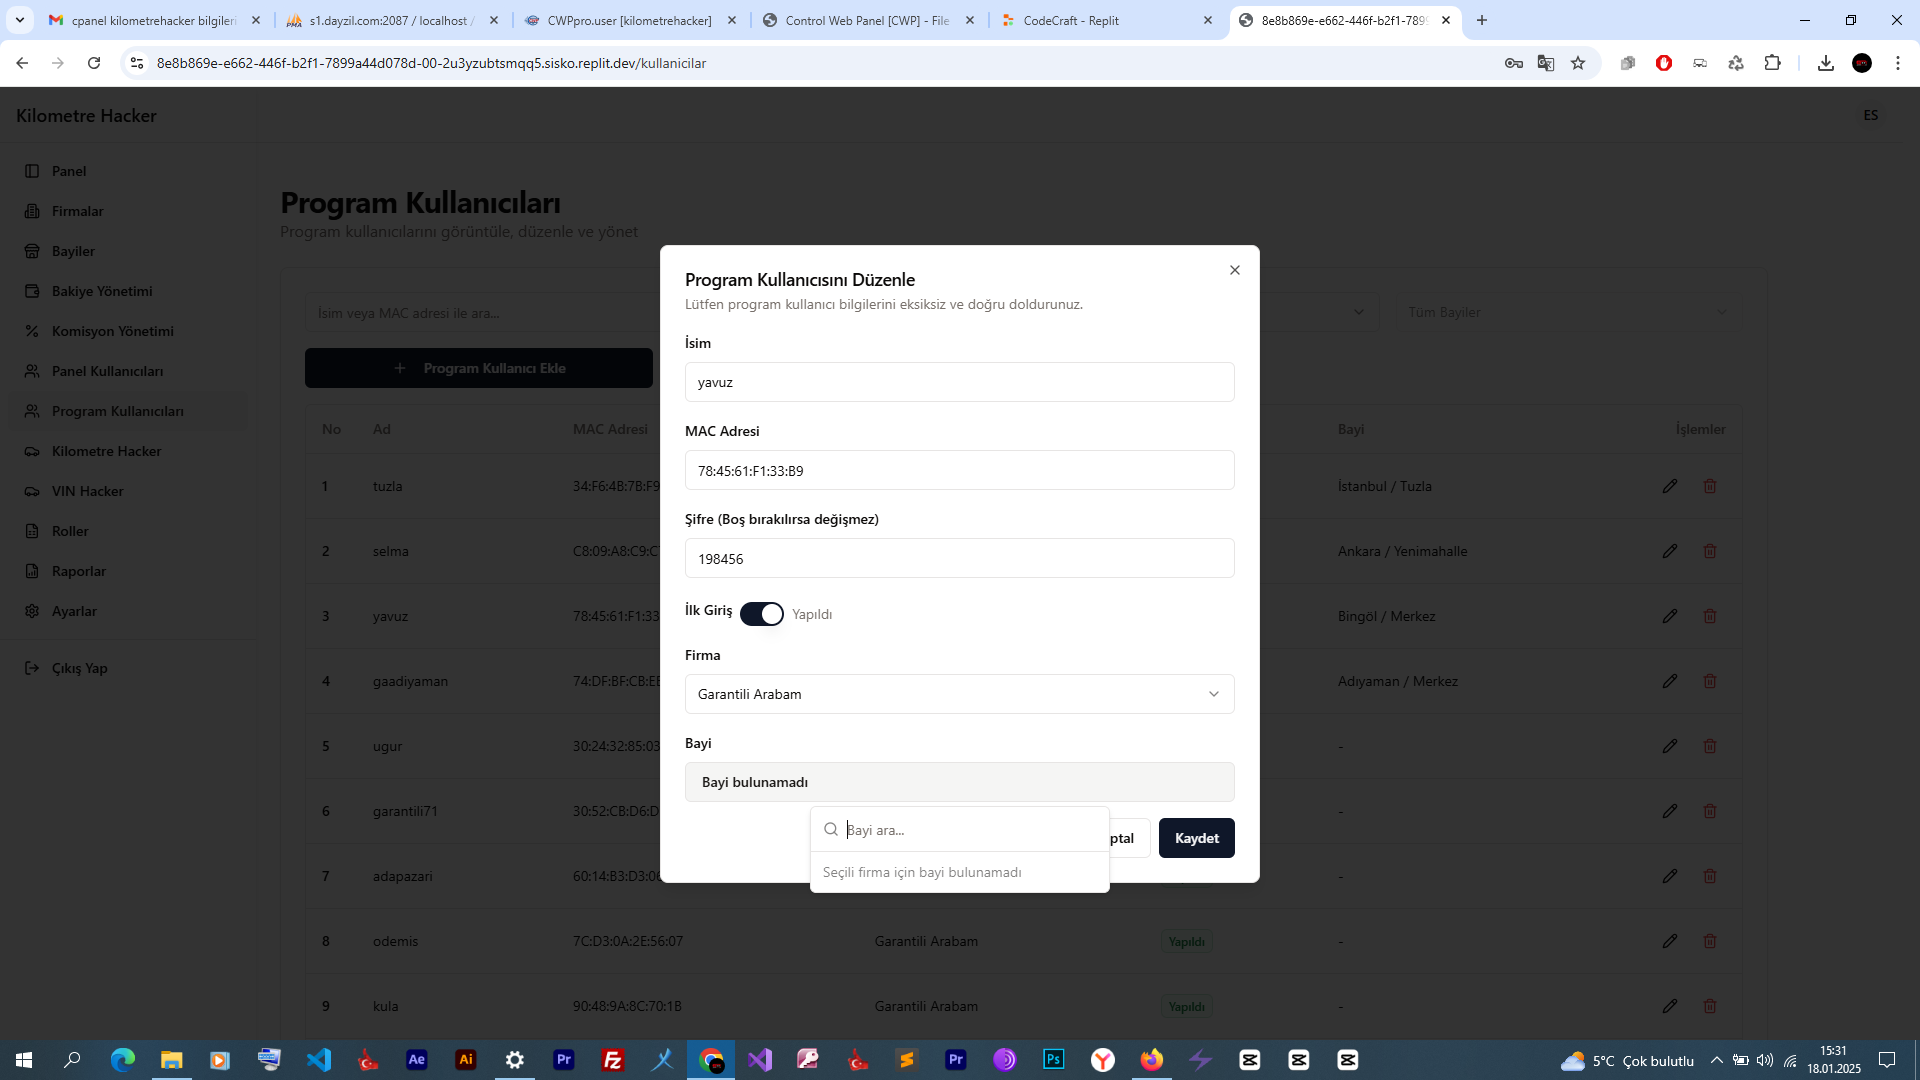 cpanel kilometrehacker bilgileri
s1.dayzil.com:2087 / localhost /
CWPpro.user [kilometrehacker]
Control Web Panel [CWP] - File
CodeCraft - Replit
8e8b869e-e662-446f-b2f1-7899
8e8b869e-e662-446f-b2f1-7899a44d078d-00-2u3yzubtsmqq5.sisko.replit.dev/kullanicilar
Kilometre Hacker
ES
Panel
Firmalar
Bayiler
Bakiye Yönetimi
Komisyon Yönetimi
Panel Kullanıcıları
Program Kullanıcıları
Kilometre Hacker
VIN Hacker
Roller
Raporlar
Ayarlar
Çıkış Yap
Program Kullanıcıları
Program kullanıcılarını görüntüle, düzenle ve yönet
İsim veya MAC adresi ile ara...
Tüm Bayiler
+ Program Kullanıcı Ekle
No Ad MAC Adresi Bayi İşlemler
1 tuzla 34:F6:4B:7B:F9 İstanbul / Tuzla
2 selma C8:09:A8:C9:C Ankara / Yenimahalle
3 yavuz 78:45:61:F1:33 Bingöl / Merkez
4 gaadiyaman 74:DF:BF:CB:EE Adıyaman / Merkez
5 ugur 30:24:32:85:03 -
6 garantili71 30:52:CB:D6:D -
7 adapazari 60:14:B3:D3:0 -
8 odemis 7C:D3:0A:2E:56:07 Garantili Arabam Yapıldı -
9 kula 90:48:9A:8C:70:1B Garantili Arabam Yapıldı -
Program Kullanıcısını Düzenle
Lütfen program kullanıcı bilgilerini eksiksiz ve doğru doldurunuz.
İsim
yavuz
MAC Adresi
78:45:61:F1:33:B9
Şifre (Boş bırakılırsa değişmez)
198456
İlk Giriş Yapıldı
Firma
Garantili Arabam
Bayi
Bayi bulunamadı
Bayi ara...
Seçili firma için bayi bulunamadı
ptal
Kaydet
Ae
Ai
Pr
Fz
Pr
Ps
Y
5°C Çok bulutlu
15:31
18.01.2025